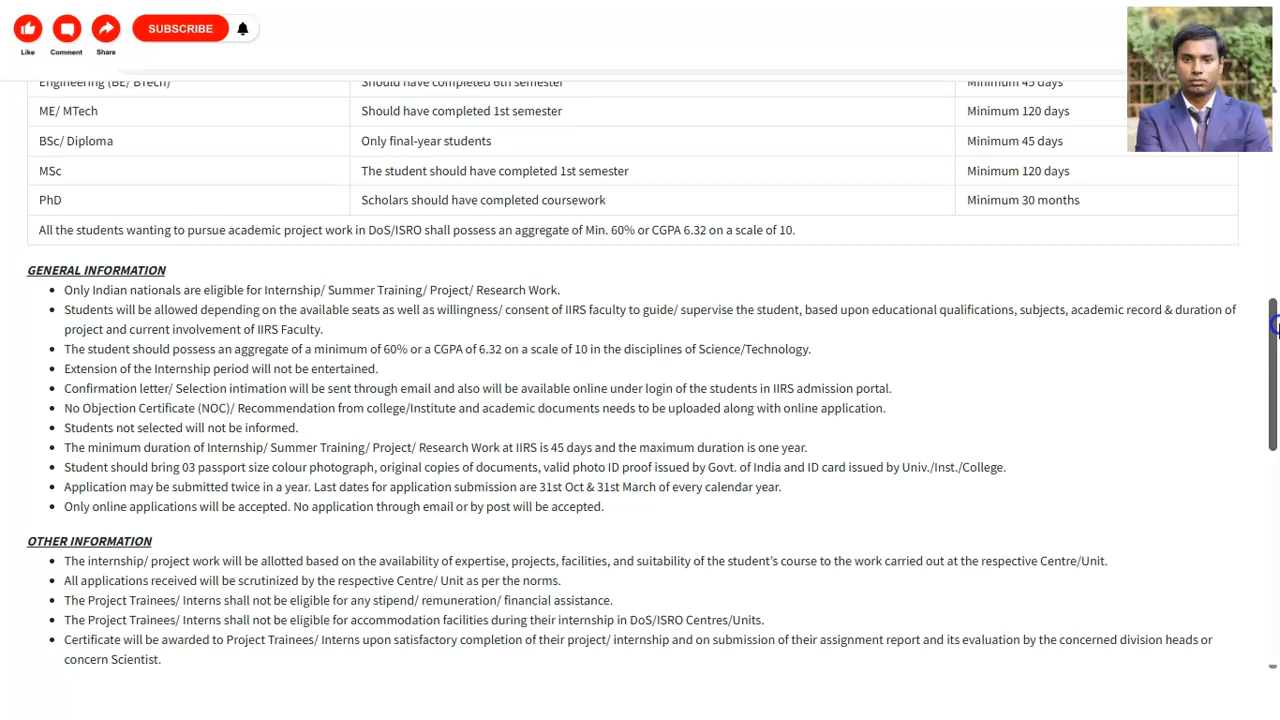 SUBSCRIBE
Like Comment Share
Engineering (BE/ BTech) Should have completed 6th semester Minimum 45 days
ME/ MTech Should have completed 1st semester Minimum 120 days
BSc/ Diploma Only final-year students Minimum 45 days
MSc The student should have completed 1st semester Minimum 120 days
PhD Scholars should have completed coursework Minimum 30 months
All the students wanting to pursue academic project work in DoS/ISRO shall possess an aggregate of Min. 60% or CGPA 6.32 on a scale of 10.
GENERAL INFORMATION
Only Indian nationals are eligible for Internship/ Summer Training/ Project/ Research Work.
Students will be allowed depending on the available seats as well as willingness/ consent of IIRS faculty to guide/ supervise the student, based upon educational qualifications, subjects, academic record & duration of
project and current involvement of IIRS Faculty.
The student should possess an aggregate of a minimum of 60% or a CGPA of 6.32 on a scale of 10 in the disciplines of Science/Technology.
Extension of the Internship period will not be entertained.
Confirmation letter/ Selection intimation will be sent through email and also will be available online under login of the students in IIRS admission portal.
No Objection Certificate (NOC)/ Recommendation from college/Institute and academic documents needs to be uploaded along with online application.
Students not selected will not be informed.
The minimum duration of Internship/ Summer Training/ Project/ Research Work at IIRS is 45 days and the maximum duration is one year.
Student should bring 03 passport size colour photograph, original copies of documents, valid photo ID proof issued by Govt. of India and ID card issued by Univ./Inst./College.
Application may be submitted twice in a year. Last dates for application submission are 31st Oct & 31st March of every calendar year.
Only online applications will be accepted. No application through email or by post will be accepted.
OTHER INFORMATION
The internship/ project work will be allotted based on the availability of expertise, projects, facilities, and suitability of the student's course to the work carried out at the respective Centre/Unit.
All applications received will be scrutinized by the respective Centre/ Unit as per the norms.
The Project Trainees/ Interns shall not be eligible for any stipend/ remuneration/ financial assistance.
The Project Trainees/ Interns shall not be eligible for accommodation facilities during their internship in DoS/ISRO Centres/Units.
Certificate will be awarded to Project Trainees/ Interns upon satisfactory completion of their project/ internship and on submission of their assignment report and its evaluation by the concerned division heads or
concern Scientist.